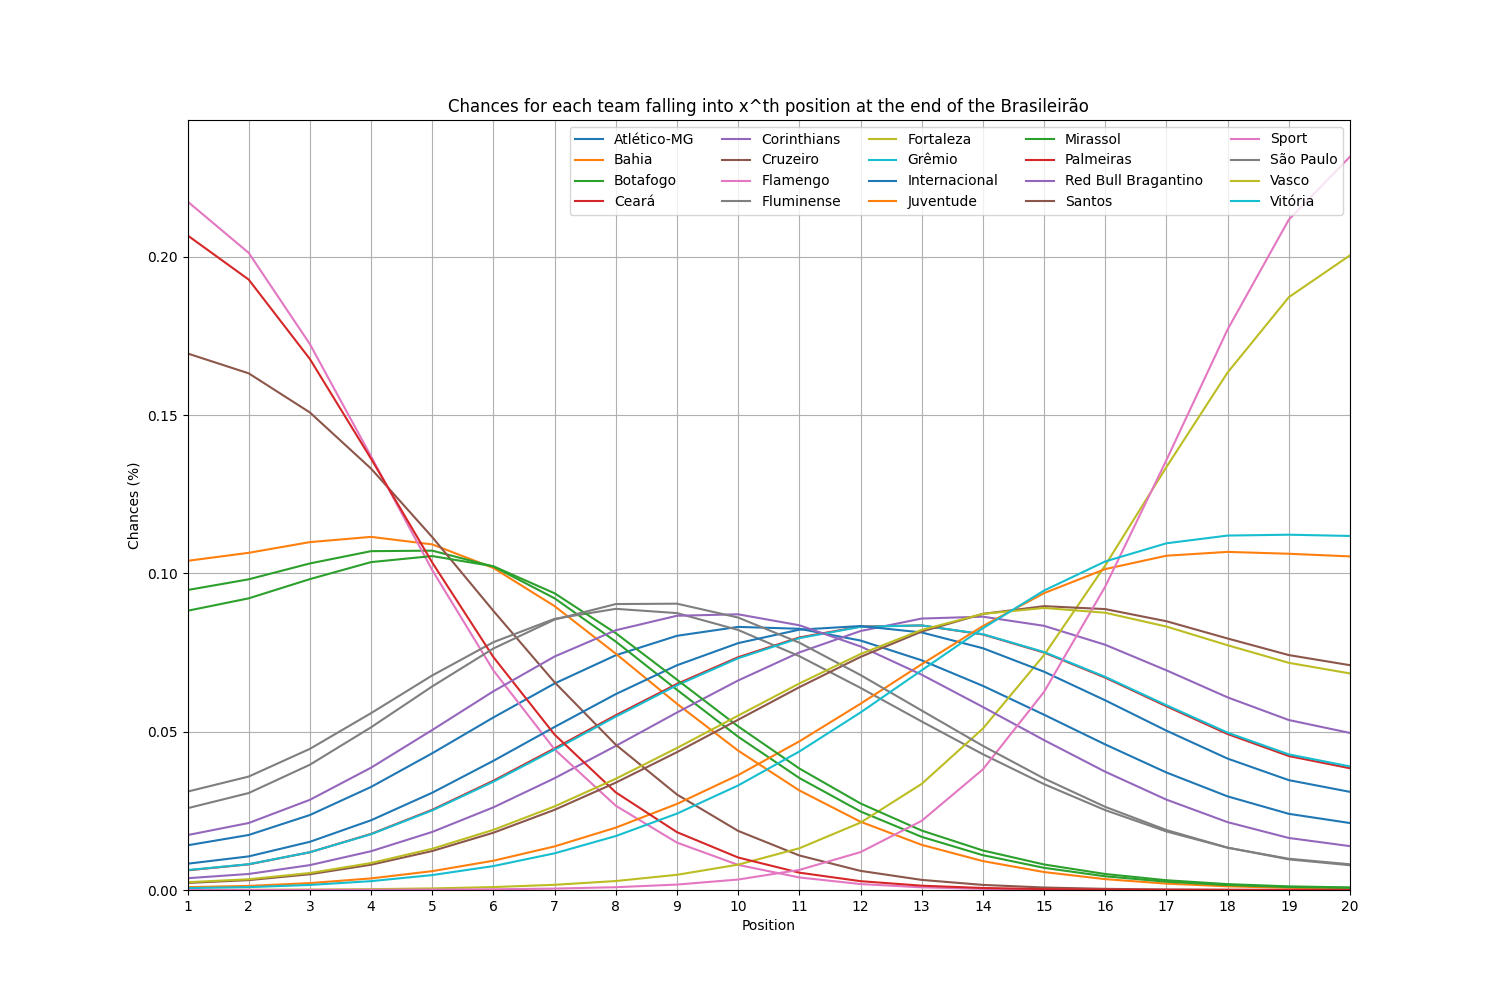 Chances for each team falling into x^th position at the end of the Brasileirão
Atlético-MG
Bahia
Botafogo
Ceará
Corinthians
Cruzeiro
Flamengo
Fluminense
Fortaleza
Grêmio
Internacional
Juventude
Mirassol
Palmeiras
Red Bull Bragantino
Santos
Sport
São Paulo
Vasco
Vitória
Chances (%)
0.20
0.15
0.10
0.05
0.00
1 2 3 4 5 6 7 8 9 10 11 12 13 14 15 16 17 18 19 20
Position